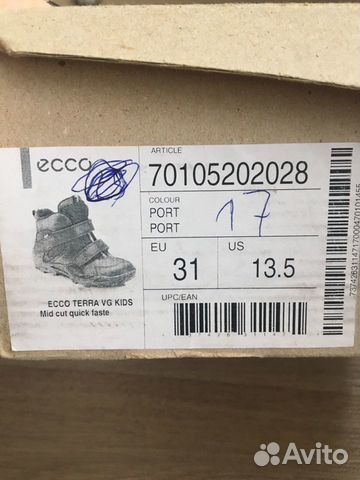 ecco
ARTICLE
70105202028
COLOUR
PORT
PORT
17
EU
US
31
13.5
ECCO TERRA VG KIDS
Mid cut quick faste
UPC/EAN
Avito